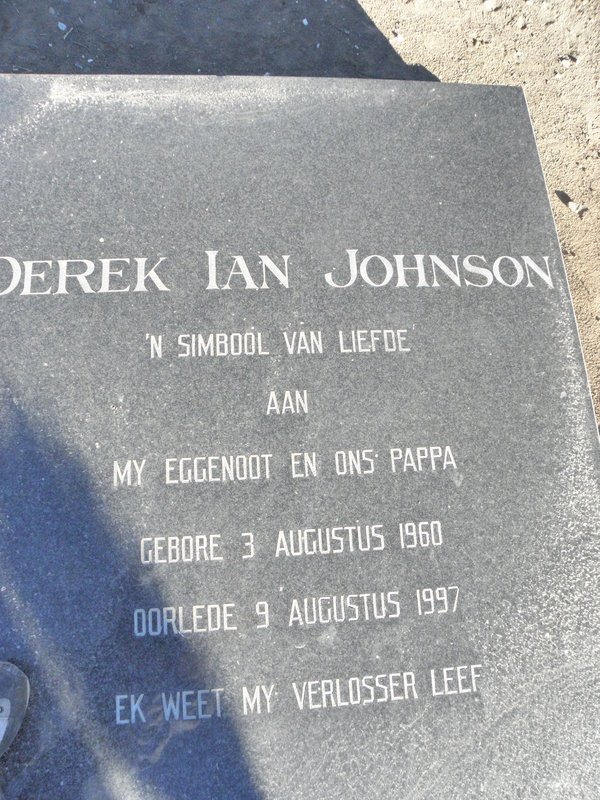 DEREK IAN JOHNSON
'N SIMBOOL VAN LIEFDE
AAN
MY EGGENOOT EN ONS PAPPA
GEBORE 3 AUGUSTUS 1960
OORLEDE 9 AUGUSTUS 1997
EK WEET MY VERLOSSER LEEF